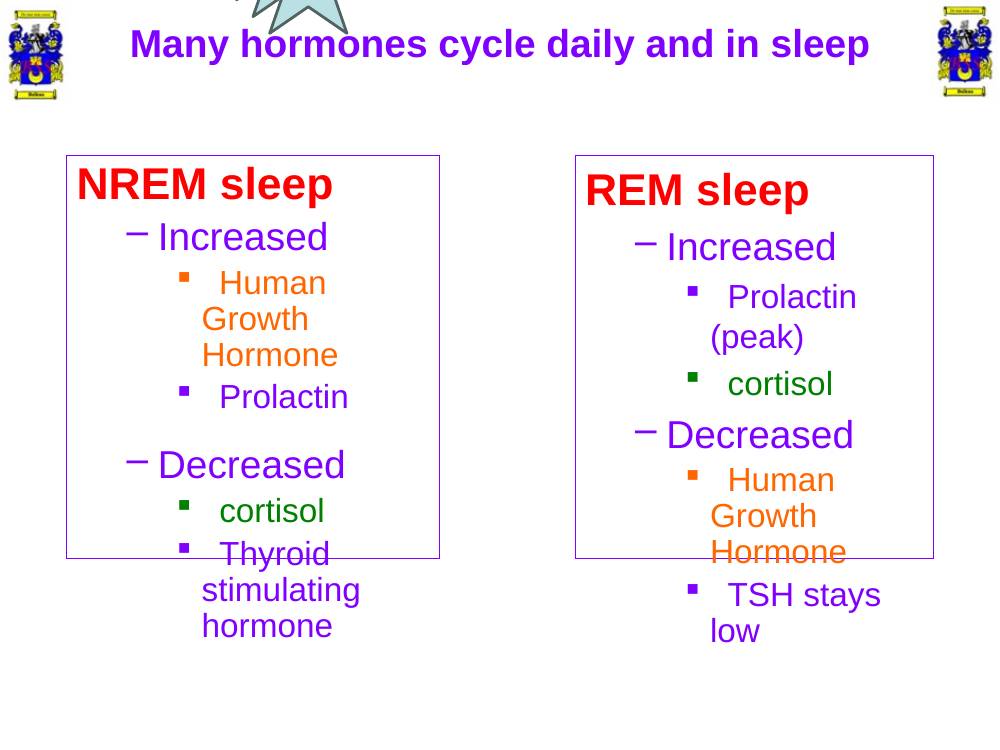 Many hormones cycle daily and in sleep
NREM sleep
– Increased
▪ Human
Growth
Hormone
▪ Prolactin
– Decreased
▪ cortisol
▪ Thyroid
stimulating
hormone
REM sleep
– Increased
▪ Prolactin
(peak)
▪ cortisol
– Decreased
▪ Human
Growth
Hormone
▪ TSH stays
low